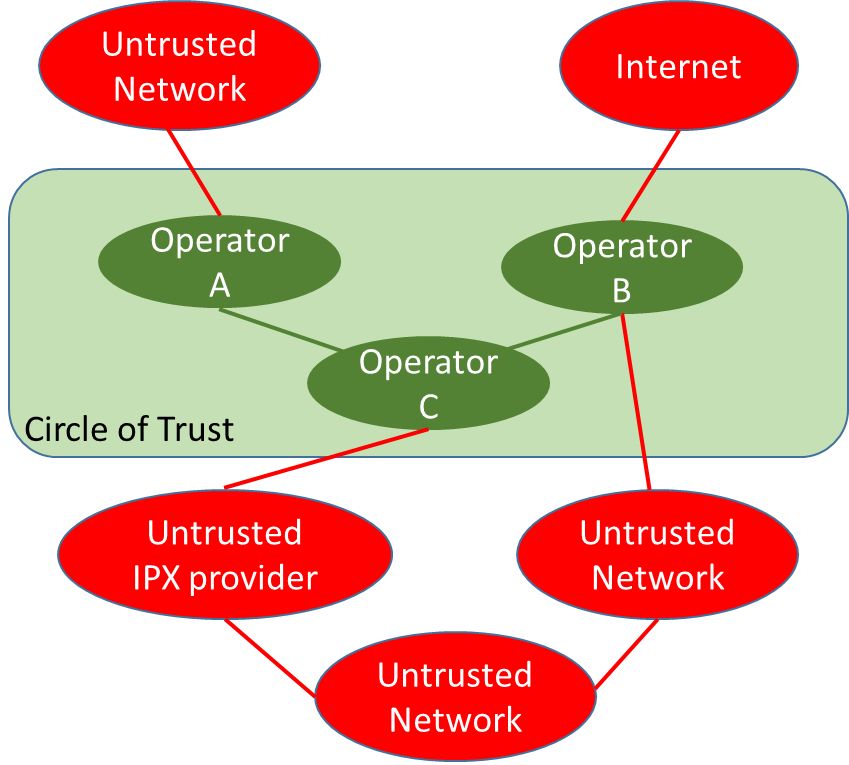 Untrusted
Network
Internet
Operator
A
Operator
B
Operator
C
Circle of Trust
Untrusted
IPX provider
Untrusted
Network
Untrusted
Network